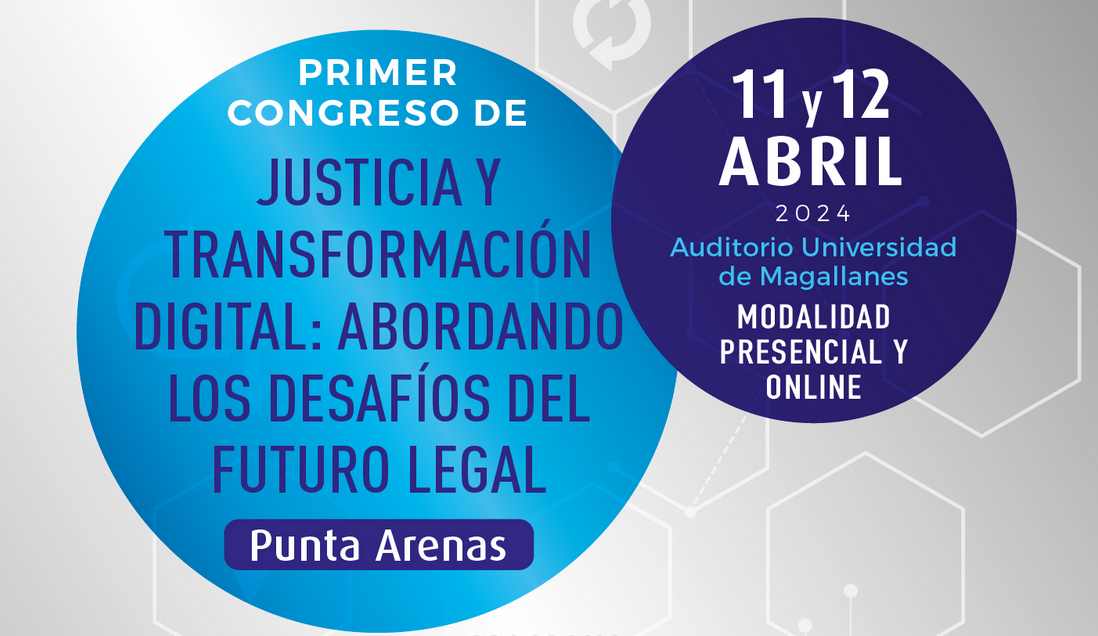 PRIMER
CONGRESO DE
JUSTICIA Y
TRANSFORMACIÓN
DIGITAL: ABORDANDO
LOS DESAFÍOS DEL
FUTURO LEGAL
Punta Arenas
11 y 12
ABRIL
2024
Auditorio Universidad
de Magallanes
MODALIDAD
PRESENCIAL Y
ONLINE